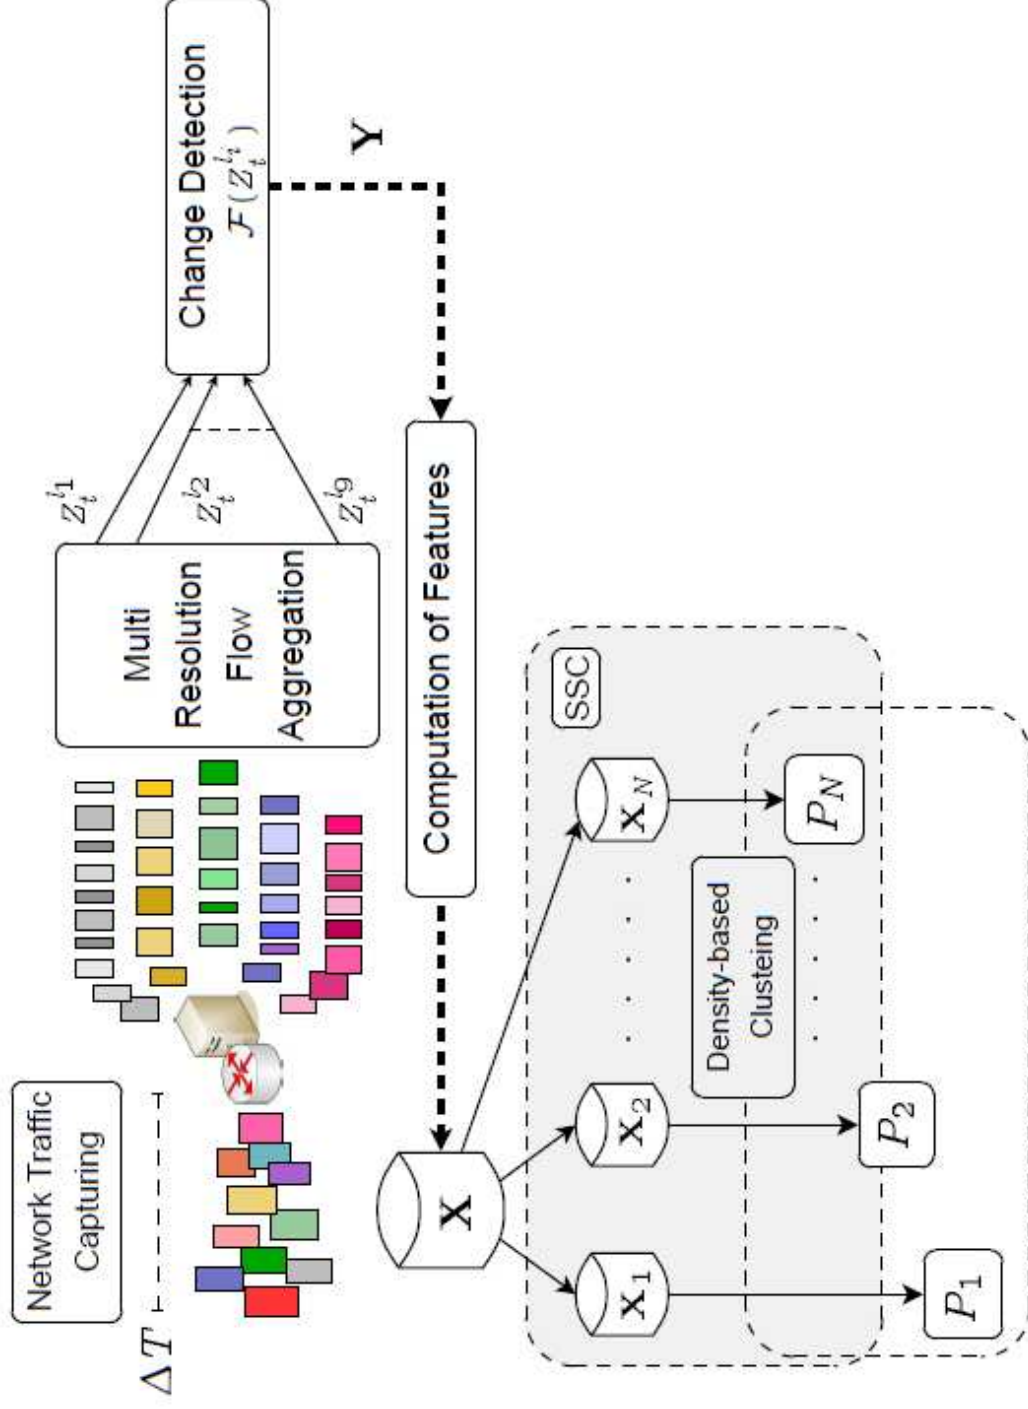 Network Traffic
Capturing
ΔT
Multi
Resolution
Flow
Aggregation
Z_t^{l_1}
Z_t^{l_2}
Z_t^{l_9}
Change Detection
F(Z_t^{l_i})
Y
Computation of Features
X
SSC
X_1
X_2
. . . .
X_N
Density-based
Clusteing
P_1
P_2
. . . . .
P_N